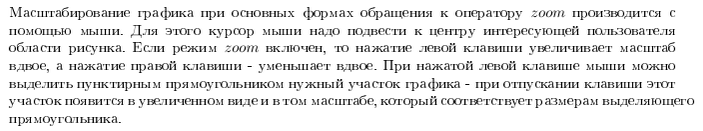 Масштабирование графика при основных формах обращения к оператору zoom производится с
помощью мыши. Для этого курсор мыши надо подвести к центру интересующей пользователя
области рисунка. Если режим zoom включен, то нажатие левой клавиши увеличивает масштаб
вдвое, а нажатие правой клавиши - уменьшает вдвое. При нажатой левой клавише мыши можно
выделить пунктирным прямоугольником нужный участок графика - при отпускании клавиши этот
участок появится в увеличенном виде и в том масштабе, который соответствует размерам выделяющего
прямоугольника.